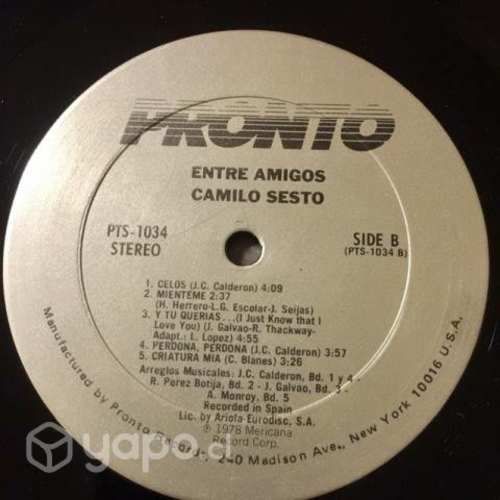 PRONTO
ENTRE AMIGOS
CAMILO SESTO
PTS-1034
STEREO
SIDE B
(PTS-1034 B)
1. CELOS (J.C. Calderon) 4:09
2. MIENTEME 2:37
(H. Herrero-L.G. Escolar-J. Seijas)
3. Y TU QUERIAS...(I Just Know that I
Love You) (J. Galvao-R. Thackway-
Adapt.: L. Lopez) 4:55
4. PERDONA, PERDONA (J.C. Calderon) 3:57
5. CRIATURA MIA (C. Blanes) 3:26
Arreglos Musicales: J.C. Calderon, Bd. 1 y 4 -
R. Perez Botija, Bd. 2 - J. Galvao, Bd. 3 -
A. Monroy, Bd. 5
Recorded in Spain
Lic. by Ariola-Eurodisc, S.A.
℗ 1978 Mericana
Record Corp.
Manufactured by Pronto Records, 240 Madison Ave., New York 10016 U.S.A.
yapo.cl